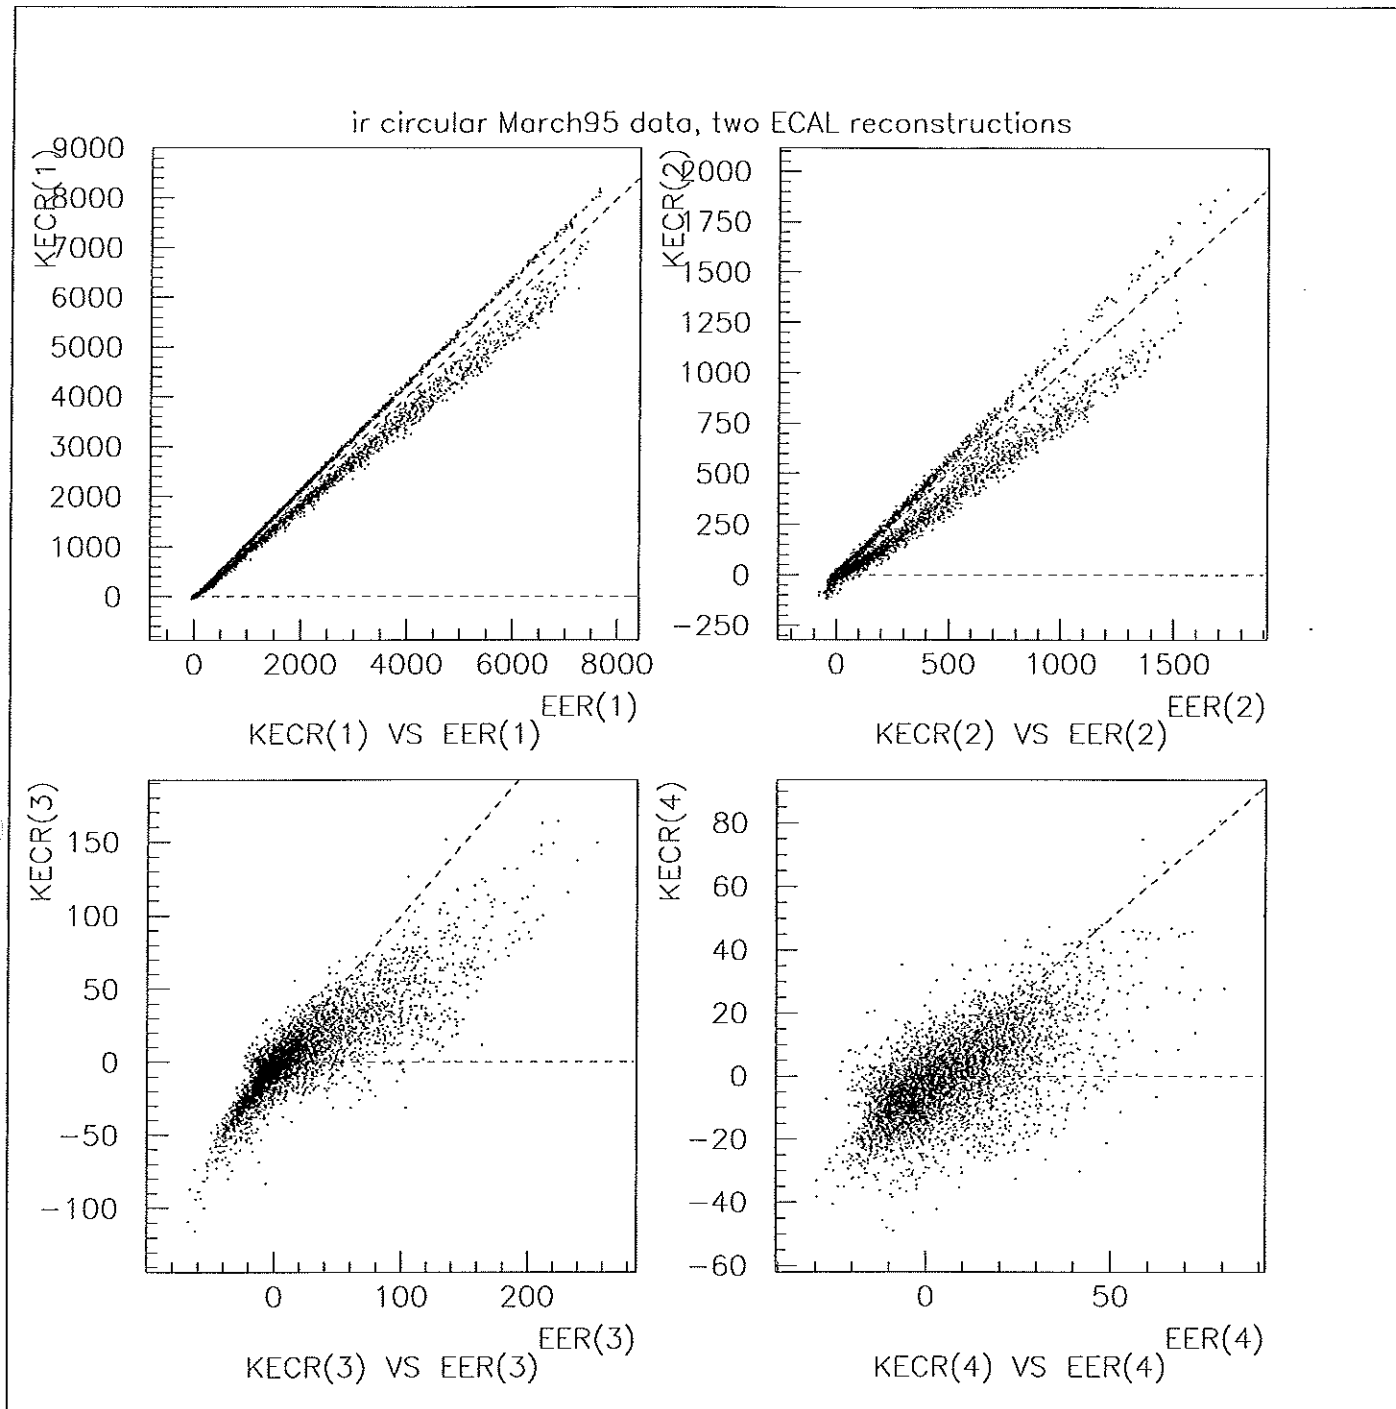 ir circular March95 data, two ECAL reconstructions
KECR(1)
9000
8000
7000
6000
5000
4000
3000
2000
1000
0
0 2000 4000 6000 8000
EER(1)
KECR(1) VS EER(1)
KECR(2)
2000
1750
1500
1250
1000
750
500
250
0
-250
0 500 1000 1500
EER(2)
KECR(2) VS EER(2)
KECR(3)
150
100
50
0
-50
-100
0 100 200
EER(3)
KECR(3) VS EER(3)
KECR(4)
80
60
40
20
0
-20
-40
-60
0 50
EER(4)
KECR(4) VS EER(4)